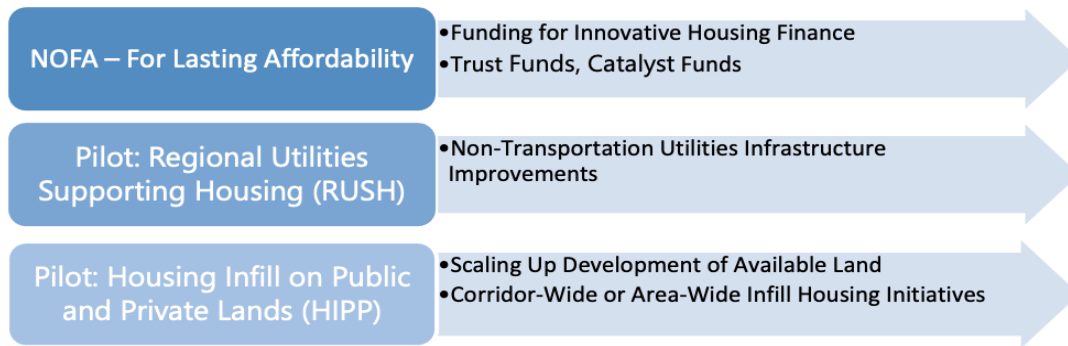 NOFA – For Lasting Affordability
•Funding for Innovative Housing Finance
•Trust Funds, Catalyst Funds
Pilot: Regional Utilities
Supporting Housing (RUSH)
•Non-Transportation Utilities Infrastructure
Improvements
Pilot: Housing Infill on Public
and Private Lands (HIPP)
•Scaling Up Development of Available Land
•Corridor-Wide or Area-Wide Infill Housing Initiatives